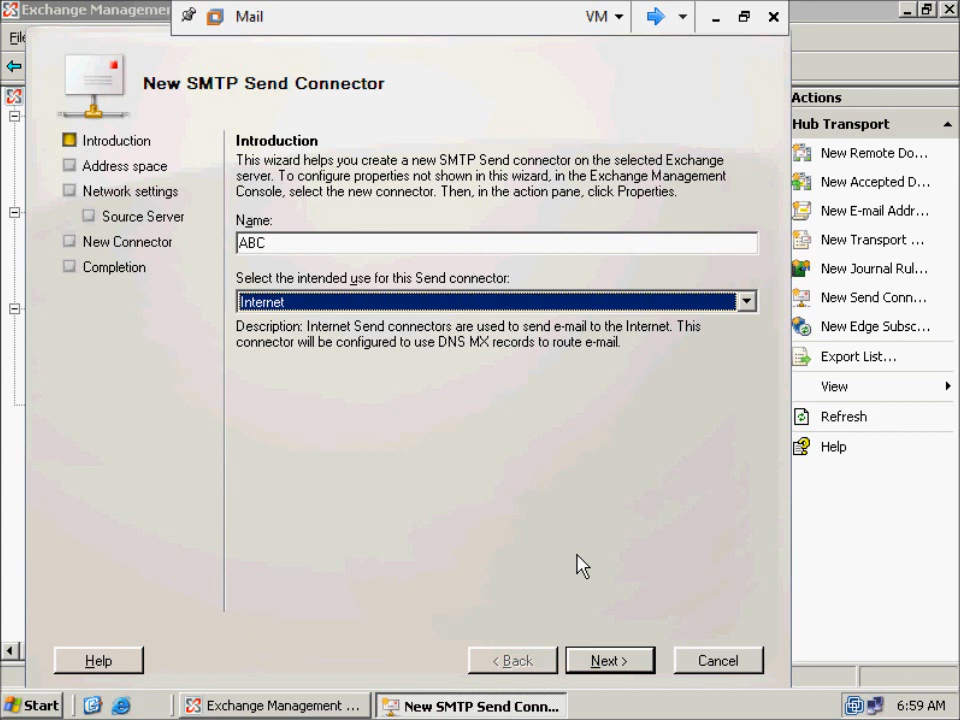 Exchange Managemen
Mail
VM
File
New SMTP Send Connector
Introduction
Address space
Network settings
Source Server
New Connector
Completion
Introduction
This wizard helps you create a new SMTP Send connector on the selected Exchange
server. To configure properties not shown in this wizard, in the Exchange Management
Console, select the new connector. Then, in the action pane, click Properties.
Name:
ABC
Select the intended use for this Send connector:
Internet
Description: Internet Send connectors are used to send e-mail to the Internet. This
connector will be configured to use DNS MX records to route e-mail.
Help
< Back
Next >
Cancel
Actions
Hub Transport
New Remote Do...
New Accepted D...
New E-mail Addr...
New Transport ...
New Journal Rul...
New Send Conn...
New Edge Subsc...
Export List...
View
Refresh
Help
Start
Exchange Management ...
New SMTP Send Conn...
6:59 AM